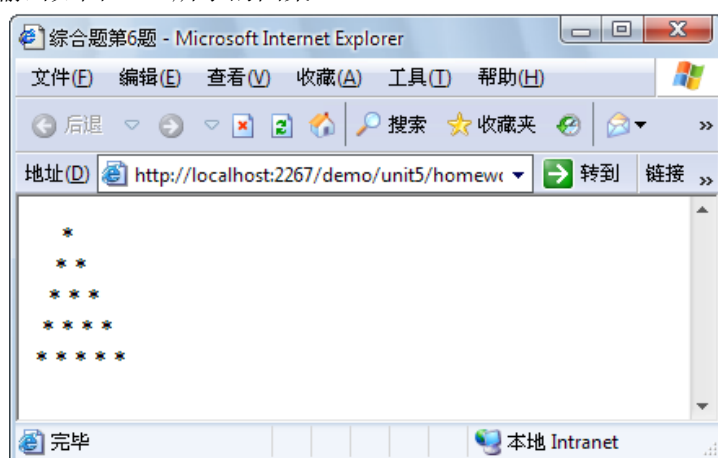 综合题第6题 - Microsoft Internet Explorer
文件(F) 编辑(E) 查看(V) 收藏(A) 工具(T) 帮助(H)
后退 搜索 收藏夹 »
地址(D) http://localhost:2267/demo/unit5/homewo 转到 链接 »
*
* *
* * *
* * * *
* * * * *
完毕 本地 Intranet